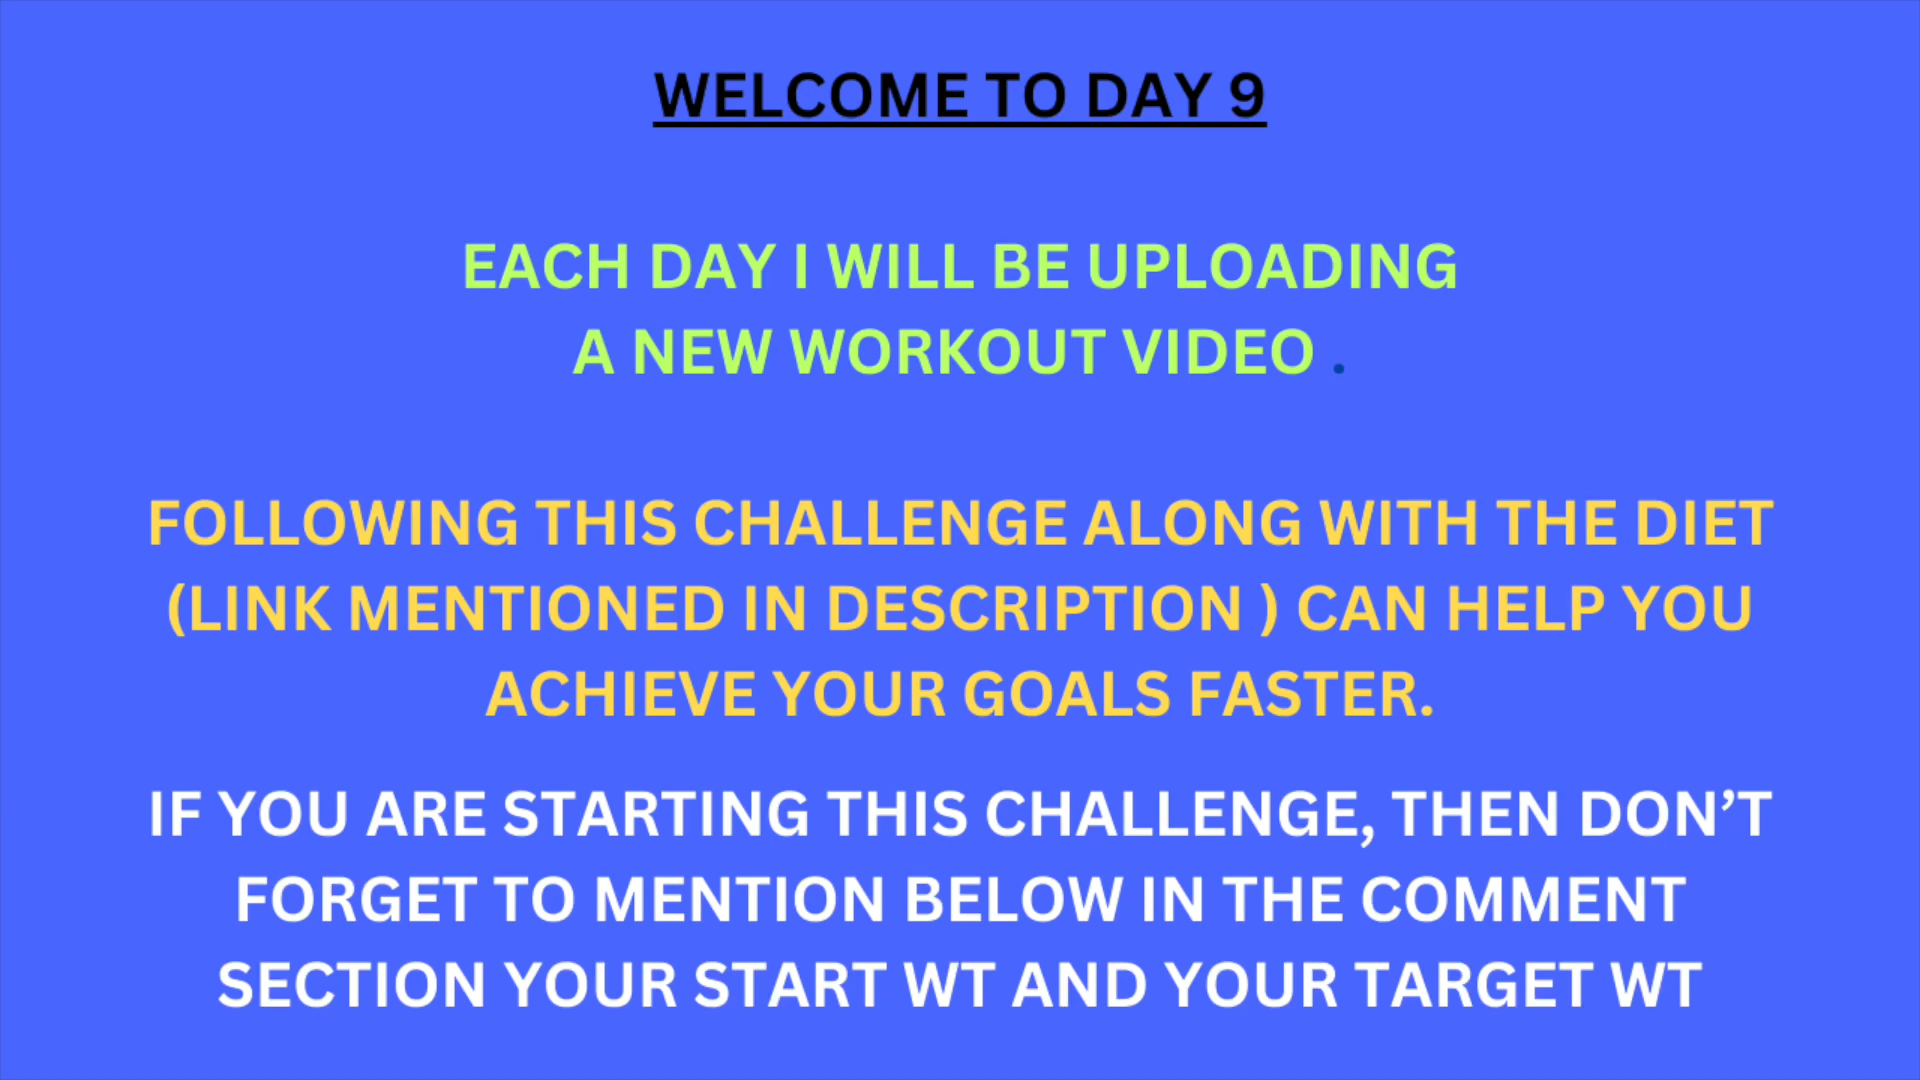 WELCOME TO DAY 9
EACH DAY I WILL BE UPLOADING
A NEW WORKOUT VIDEO .
FOLLOWING THIS CHALLENGE ALONG WITH THE DIET
(LINK MENTIONED IN DESCRIPTION ) CAN HELP YOU
ACHIEVE YOUR GOALS FASTER.
IF YOU ARE STARTING THIS CHALLENGE, THEN DON’T
FORGET TO MENTION BELOW IN THE COMMENT
SECTION YOUR START WT AND YOUR TARGET WT